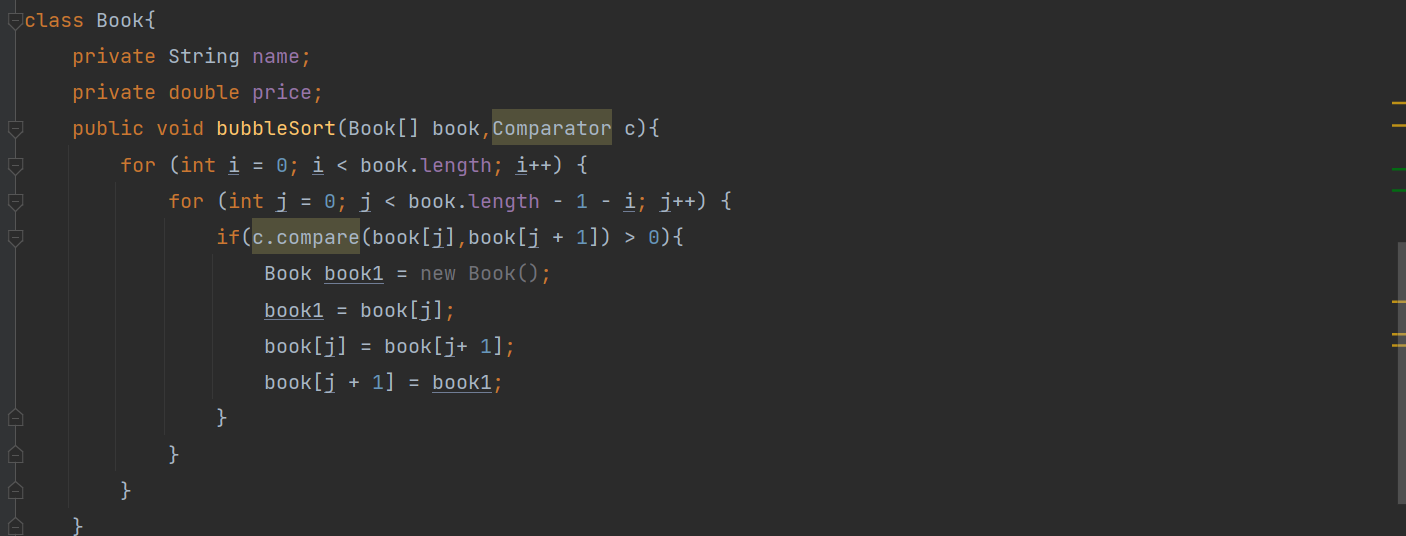 class Book{
    private String name;
    private double price;
    public void bubbleSort(Book[] book,Comparator c){
        for (int i = 0; i < book.length; i++) {
            for (int j = 0; j < book.length - 1 - i; j++) {
                if(c.compare(book[j],book[j + 1]) > 0){
                    Book book1 = new Book();
                    book1 = book[j];
                    book[j] = book[j+ 1];
                    book[j + 1] = book1;
                }
            }
        }
    }